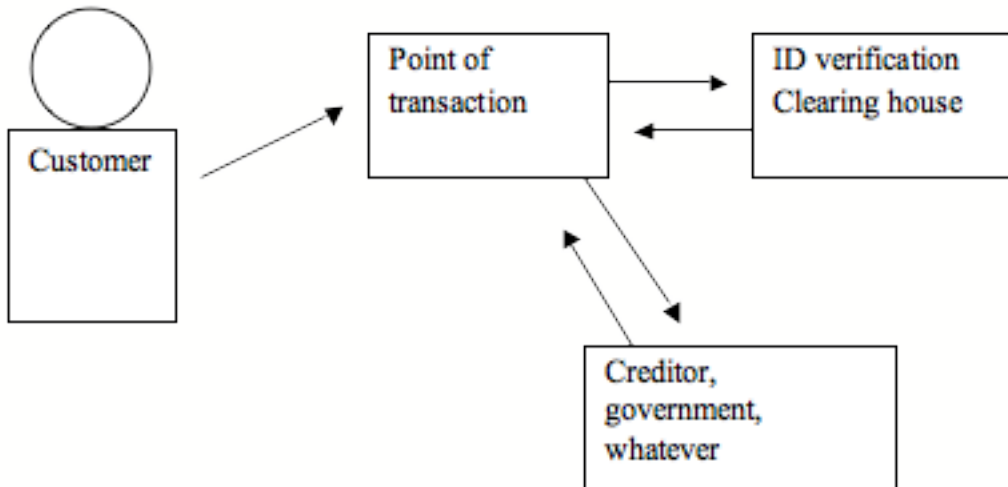 Customer
Point of
transaction
ID verification
Clearing house
Creditor,
government,
whatever